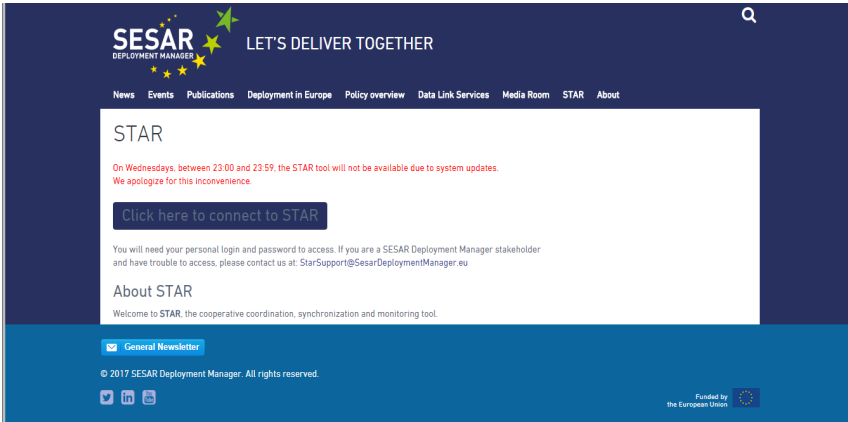 SESAR
DEPLOYMENT MANAGER
LET'S DELIVER TOGETHER
News Events Publications Deployment in Europe Policy overview Data Link Services Media Room STAR About
STAR
On Wednesdays, between 23:00 and 23:59, the STAR tool will not be available due to system updates.
We apologize for this inconvenience.
Click here to connect to STAR
You will need your personal login and password to access. If you are a SESAR Deployment Manager stakeholder
and have trouble to access, please contact us at: StarSupport@SesarDeploymentManager.eu
About STAR
Welcome to STAR, the cooperative coordination, synchronization and monitoring tool.
General Newsletter
© 2017 SESAR Deployment Manager. All rights reserved.
in You Tube
Funded by
the European Union